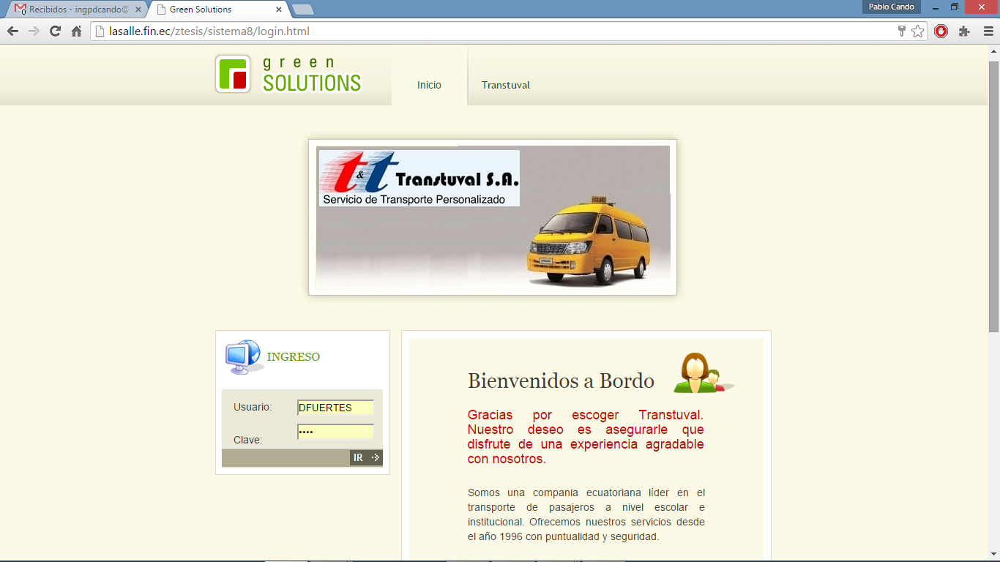 Recibidos - ingpdcando@
Green Solutions
Pablo Cando
lasalle.fin.ec/ztesis/sistema8/login.html
green
SOLUTIONS
Inicio
Transtuval
t&t Transtuval S.A.
Servicio de Transporte Personalizado
INGRESO
Usuario:
DFUERTES
Clave:
••••
IR
Bienvenidos a Bordo
Gracias por escoger Transtuval.
Nuestro deseo es asegurarle que
disfrute de una experiencia agradable
con nosotros.
Somos una compania ecuatoriana líder en el
transporte de pasajeros a nivel escolar e
institucional. Ofrecemos nuestros servicios desde
el año 1996 con puntualidad y seguridad.